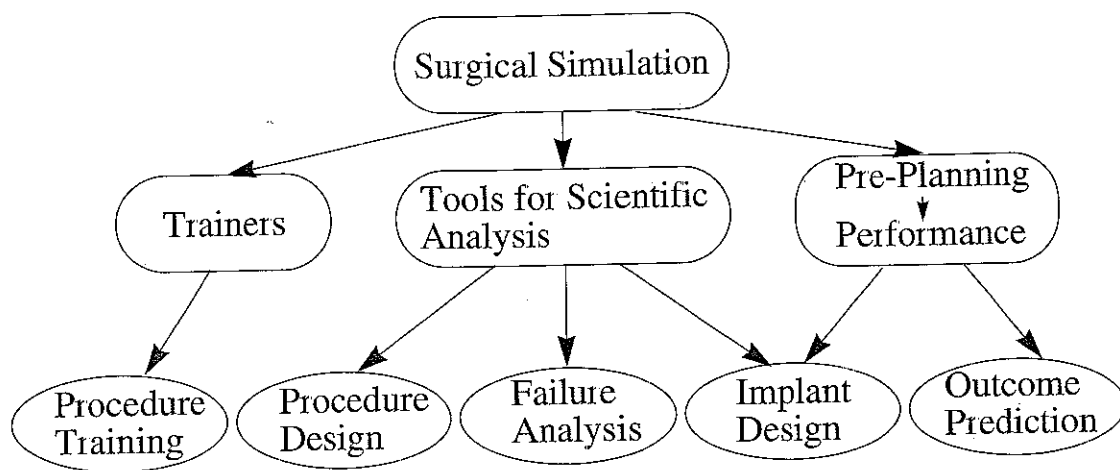 Surgical Simulation
Trainers
Tools for Scientific
Analysis
Pre-Planning
Performance
Procedure
Training
Procedure
Design
Failure
Analysis
Implant
Design
Outcome
Prediction